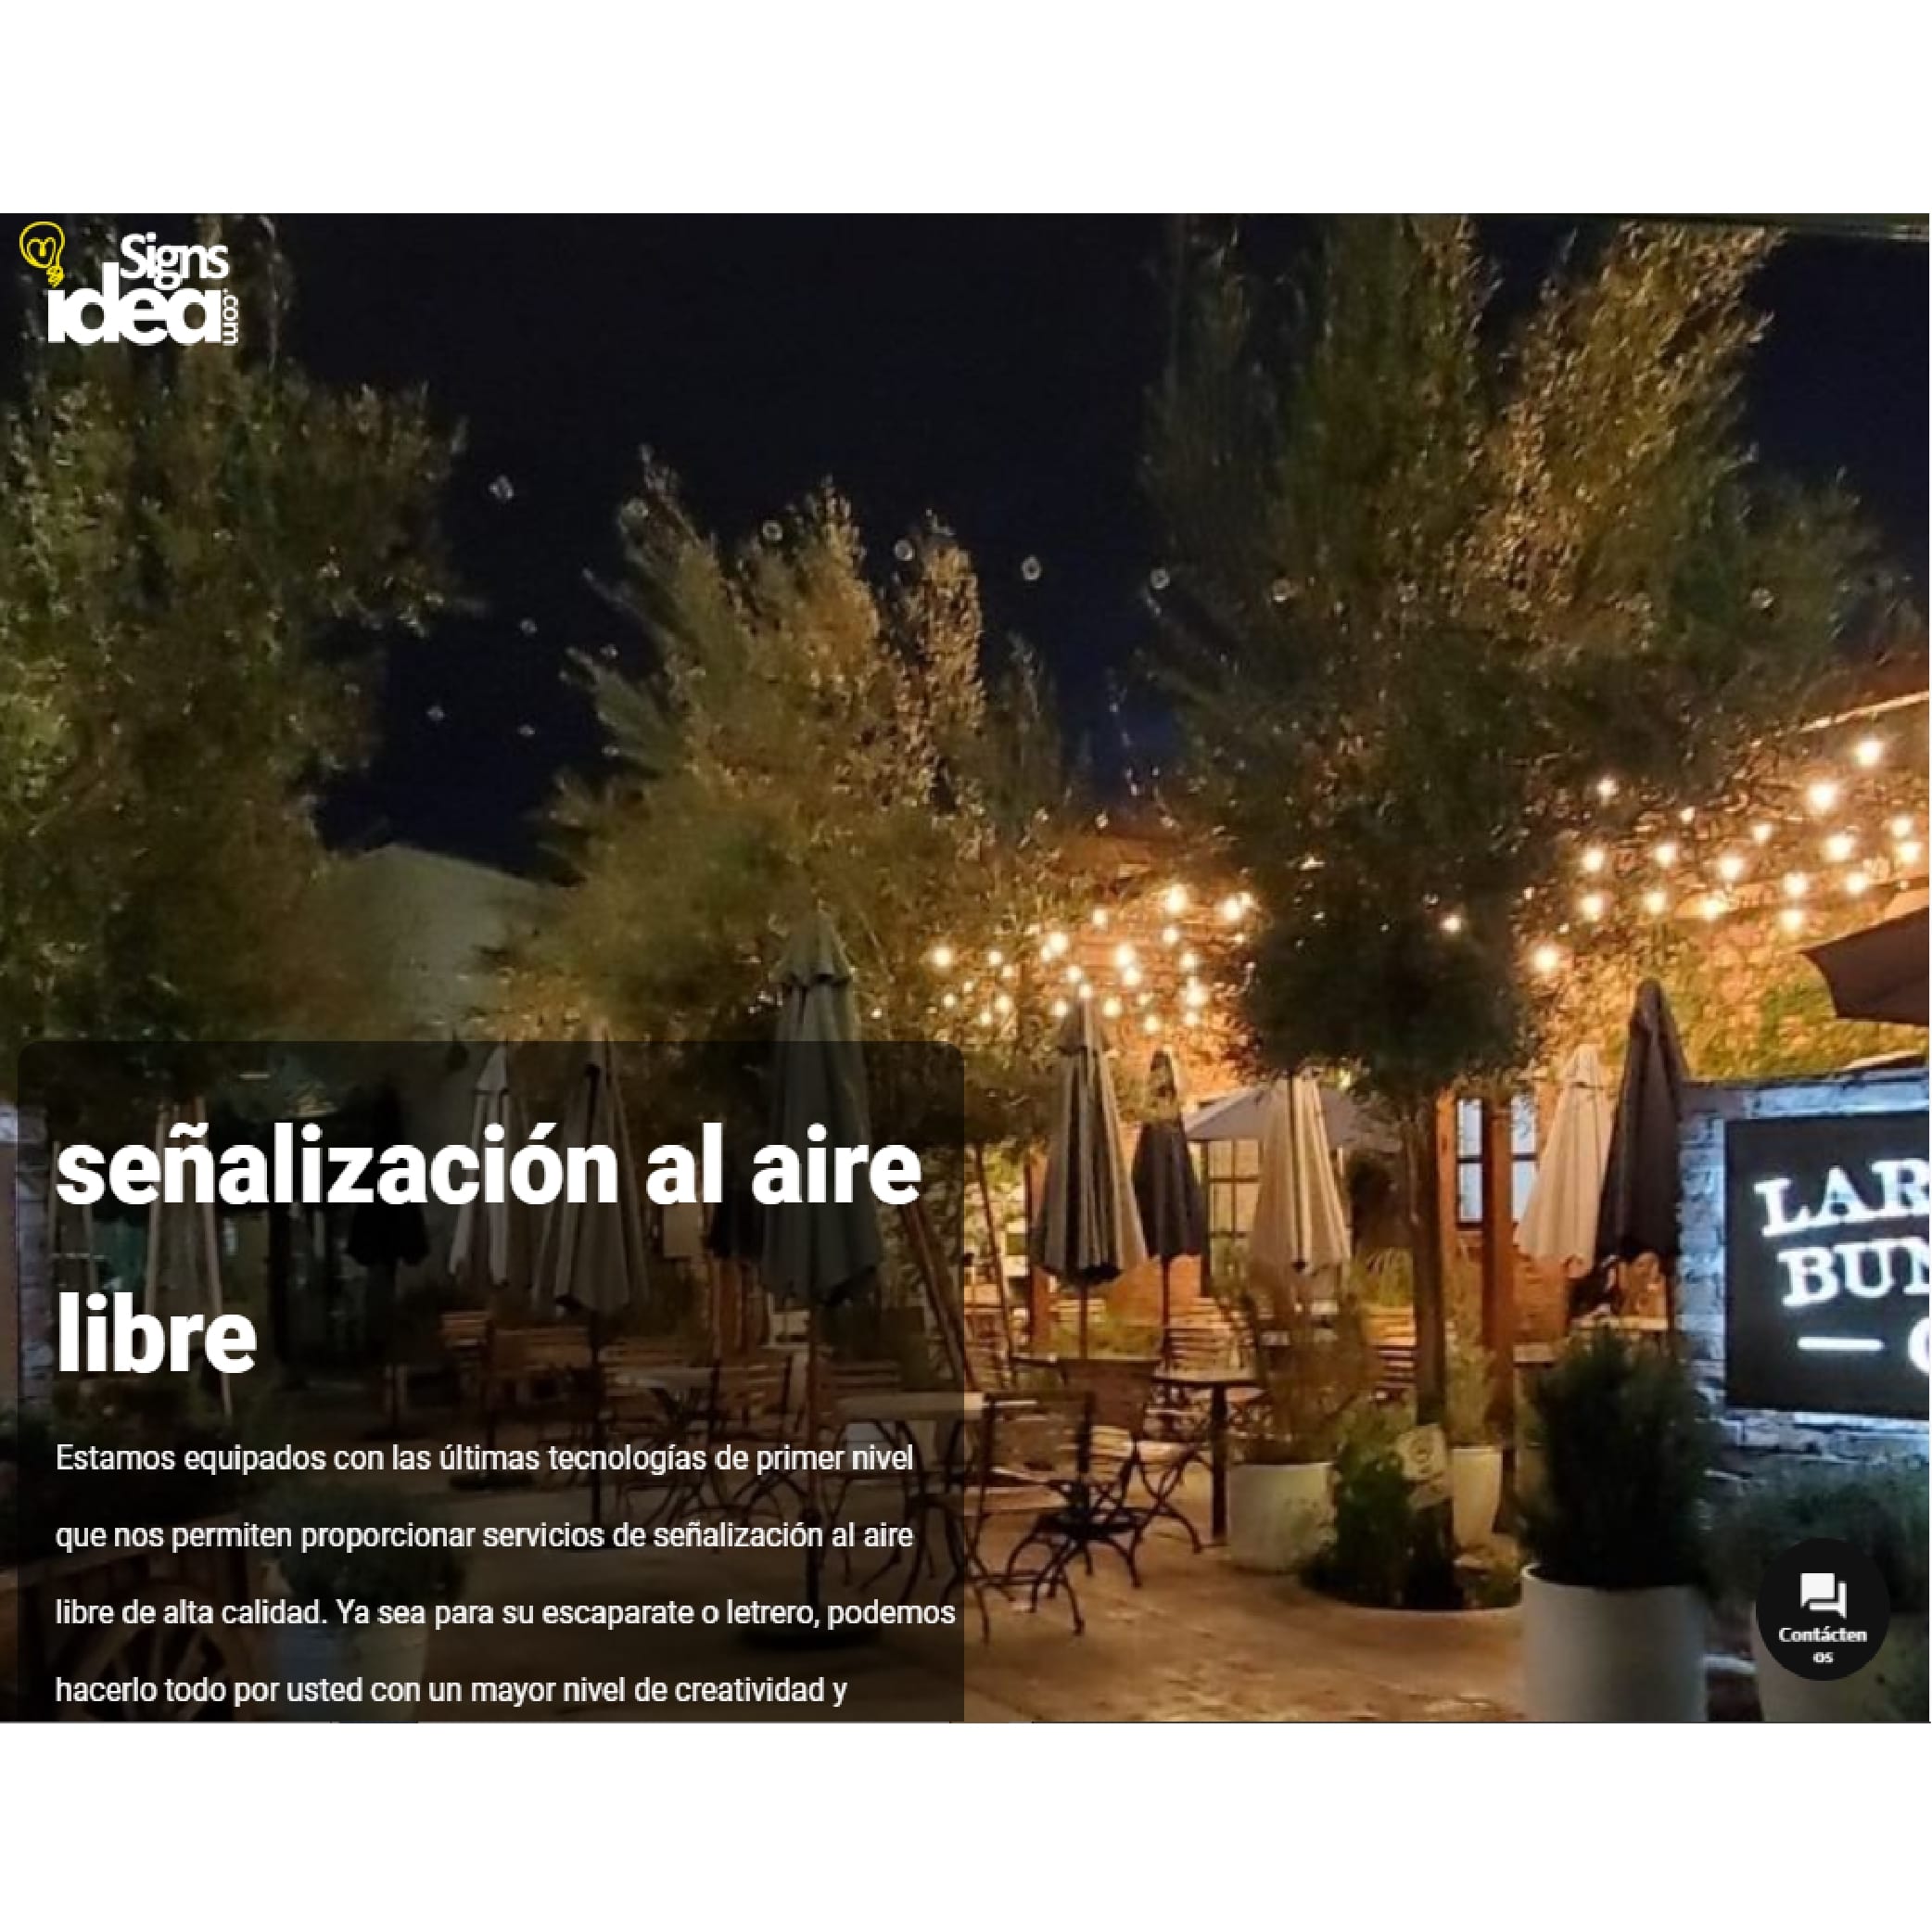 Signs
idea.com
señalización al aire
libre
Estamos equipados con las últimas tecnologías de primer nivel
que nos permiten proporcionar servicios de señalización al aire
libre de alta calidad. Ya sea para su escaparate o letrero, podemos
hacerlo todo por usted con un mayor nivel de creatividad y
LAR
BUN
Contácten
os